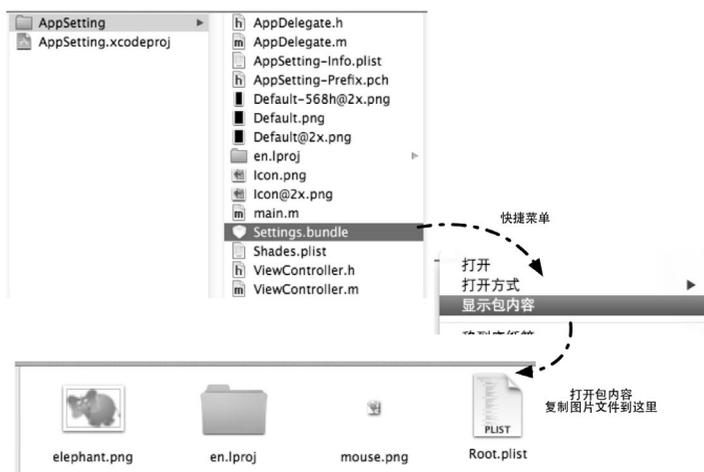 AppSetting
AppSetting.xcodeproj
AppDelegate.h
AppDelegate.m
AppSetting-Info.plist
AppSetting-Prefix.pch
Default-568h@2x.png
Default.png
Default@2x.png
en.lproj
Icon.png
Icon@2x.png
main.m
Settings.bundle
Shades.plist
ViewController.h
ViewController.m
快捷菜单
打开
打开方式
显示包内容
PLIST
打开包内容
复制图片文件到这里
elephant.png
en.lproj
mouse.png
Root.plist